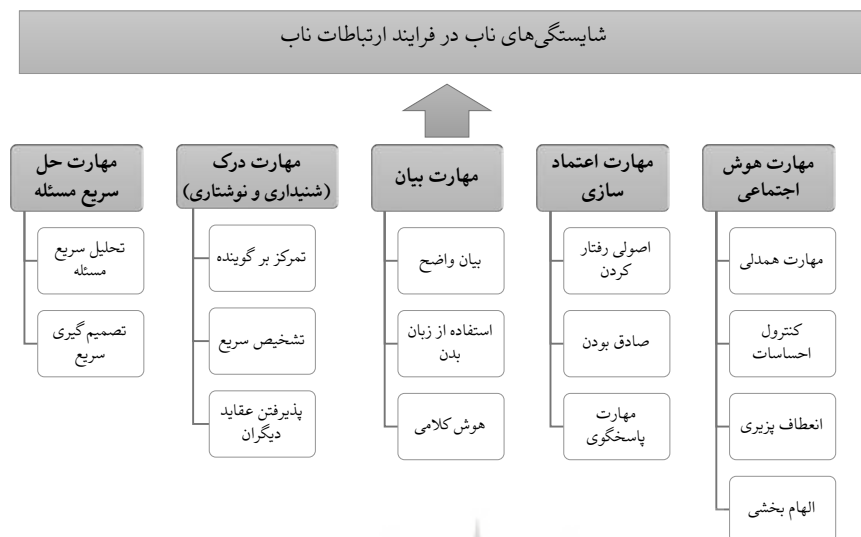 شایستگی‌های ناب در فرایند ارتباطات ناب
مهارت هوش
اجتماعی
مهارت همدلی
کنترول
احساسات
انعطاف پزیری
الهام بخشی
مهارت اعتماد
سازی
اصولی رفتار
کردن
صادق بودن
مهارت
پاسخگوی
مهارت بیان
بیان واضح
استفاده از زبان
بدن
هوش کلامی
مهارت درک
(شنیداری و نوشتاری)
تمرکز بر گوینده
تشخیص سریع
پذیرفتن عقاید
دیگران
مهارت حل
سریع مسئله
تحلیل سریع
مسئله
تصمیم گیری
سریع